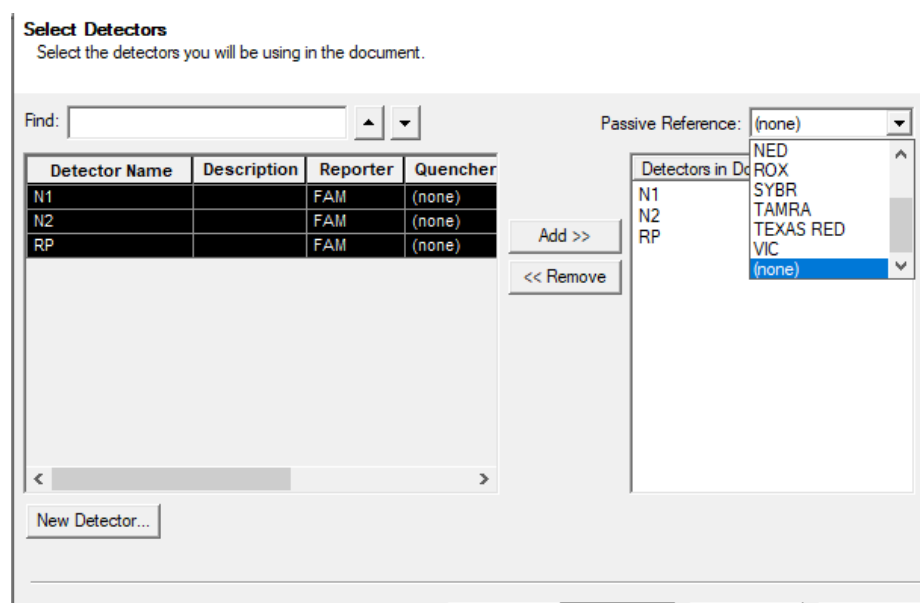 Select Detectors
Select the detectors you will be using in the document.
Find:
Passive Reference: (none)
NED
ROX
SYBR
TAMRA
TEXAS RED
VIC
(none)
Detector Name Description Reporter Quencher
N1 FAM (none)
N2 FAM (none)
RP FAM (none)
Add >>
<< Remove
Detectors in
N1
N2
RP
New Detector...